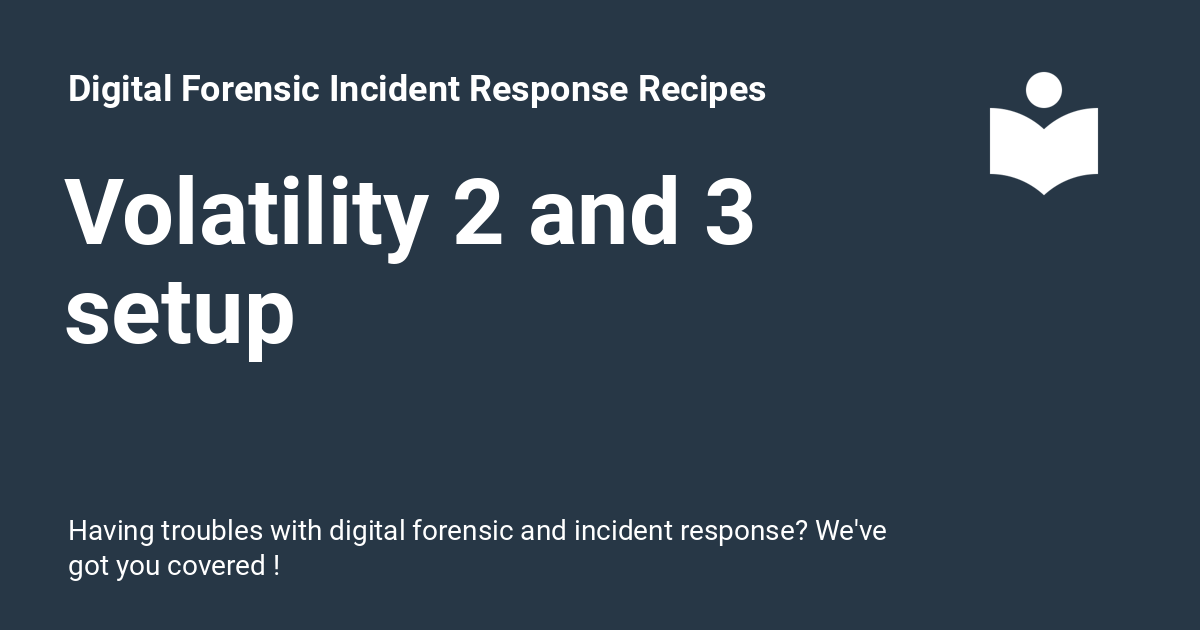 Digital Forensic Incident Response Recipes
Volatility 2 and 3
setup
Having troubles with digital forensic and incident response? We've
got you covered !